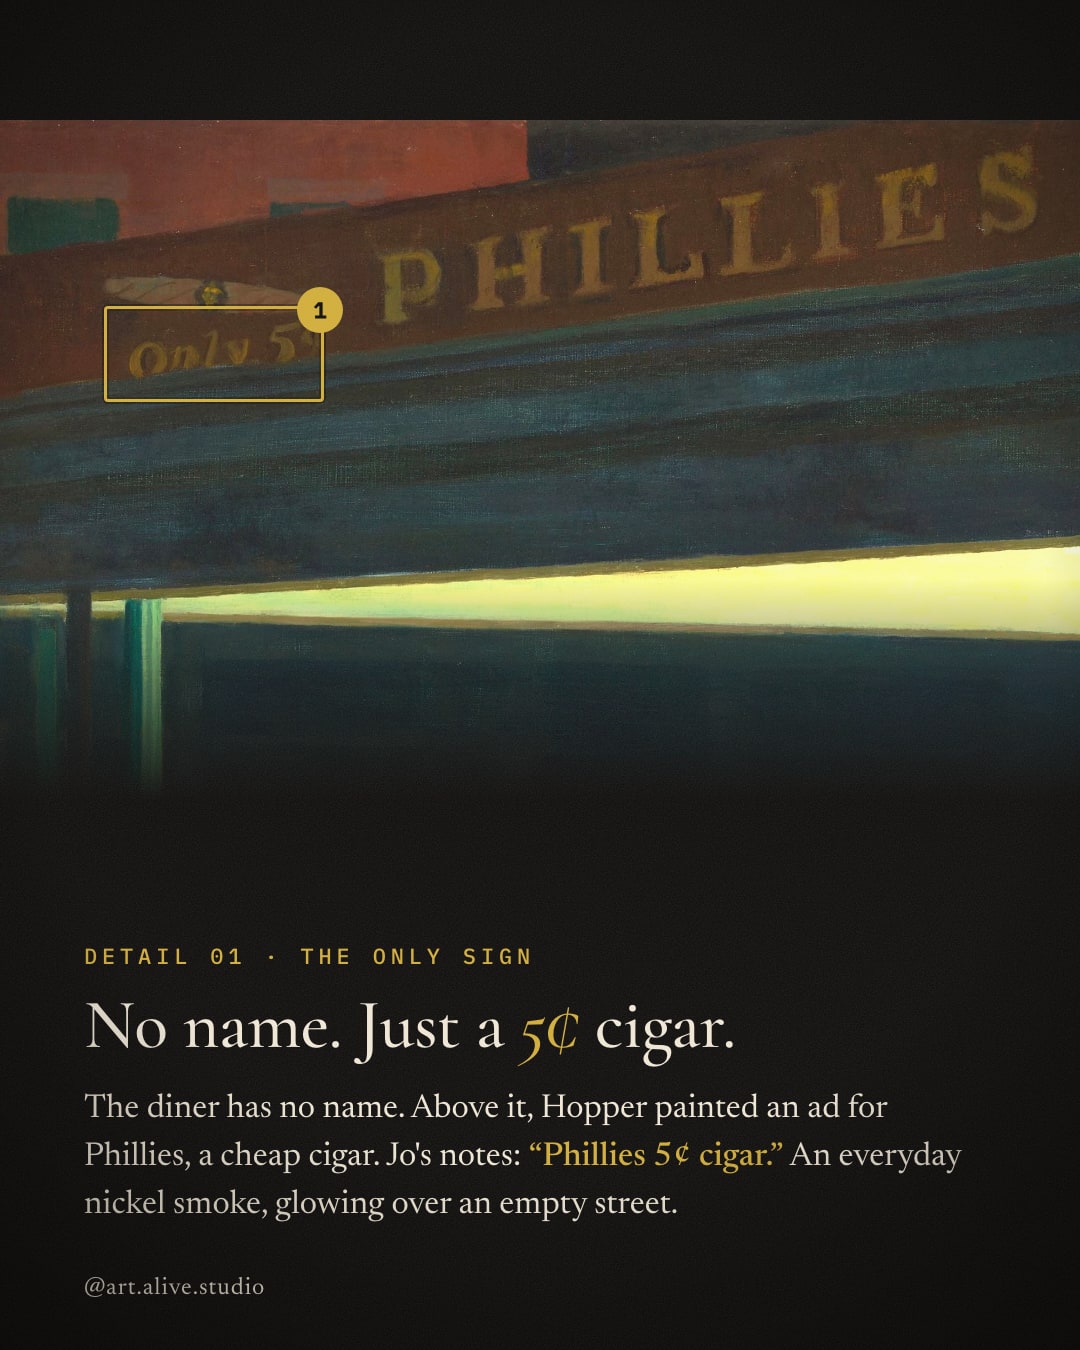 PHILLIES
Only 5¢
1
DETAIL 01 · THE ONLY SIGN
No name. Just a 5¢ cigar.
The diner has no name. Above it, Hopper painted an ad for
Phillies, a cheap cigar. Jo's notes: “Phillies 5¢ cigar.” An everyday
nickel smoke, glowing over an empty street.
@art.alive.studio